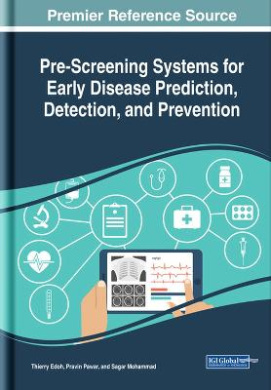 Premier Reference Source
Pre-Screening Systems for
Early Disease Prediction,
Detection, and Prevention
Thierry Edoh, Pravin Pawar, and Sagar Mohammad
IGI Global